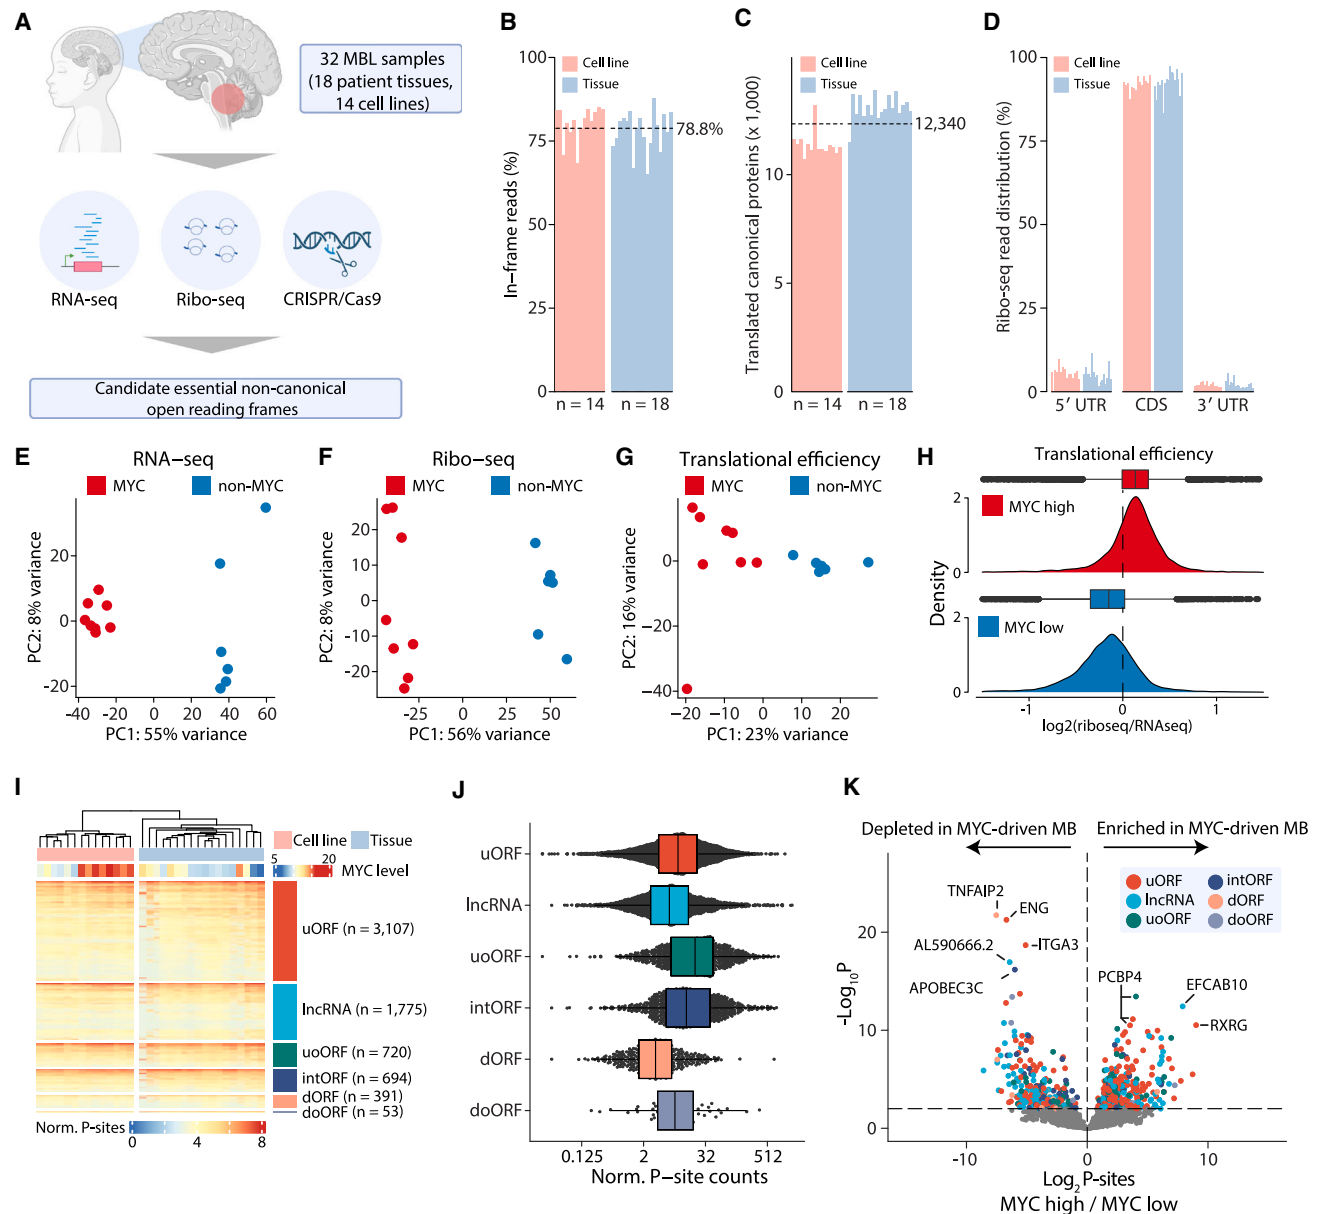 A
32 MBL samples
(18 patient tissues,
14 cell lines)
RNA-seq
Ribo-seq
CRISPR/Cas9
Candidate essential non-canonical
open reading frames
B
Cell line
Tissue
In-frame reads (%)
100
75
50
25
0
78.8%
n = 14
n = 18
C
Cell line
Tissue
Translated canonical proteins (x 1,000)
10
5
0
12,340
n = 14
n = 18
D
Cell line
Tissue
Ribo-seq read distribution (%)
100
75
50
25
0
5′ UTR
CDS
3′ UTR
E
RNA-seq
MYC
non-MYC
PC2: 8% variance
20
0
-20
-40
-20
0
20
40
60
PC1: 55% variance
F
Ribo-seq
MYC
non-MYC
PC2: 8% variance
20
10
0
-10
-20
-25
0
25
50
PC1: 56% variance
G
Translational efficiency
MYC
non-MYC
PC2: 16% variance
0
-20
-40
-20
-10
0
10
20
PC1: 23% variance
H
Translational efficiency
MYC high
MYC low
Density
2
0
2
0
-1
0
1
log2(riboseq/RNAseq)
I
Cell line
Tissue
5
20
MYC level
uORF (n = 3,107)
lncRNA (n = 1,775)
uoORF (n = 720)
intORF (n = 694)
dORF (n = 391)
doORF (n = 53)
Norm. P-sites
0
4
8
J
uORF
lncRNA
uoORF
intORF
dORF
doORF
0.125
2
32
512
Norm. P-site counts
K
Depleted in MYC-driven MB
Enriched in MYC-driven MB
uORF
lncRNA
uoORF
intORF
dORF
doORF
TNFAIP2
ENG
ITGA3
AL590666.2
APOBEC3C
PCBP4
EFCAB10
RXRG
-Log10P
20
10
0
-10
0
10
Log2P-sites
MYC high / MYC low